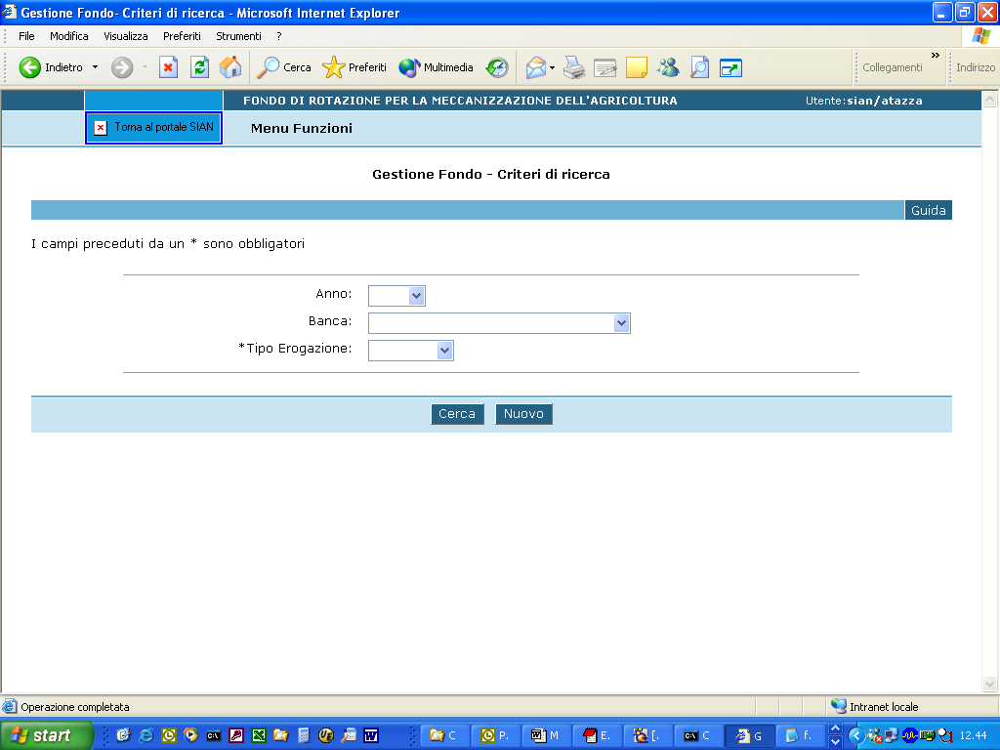 Gestione Fondo- Criteri di ricerca - Microsoft Internet Explorer
File Modifica Visualizza Preferiti Strumenti ?
Indietro Cerca Preferiti Multimedia Collegamenti » Indirizzo
FONDO DI ROTAZIONE PER LA MECCANIZZAZIONE DELL'AGRICOLTURA Utente:sian/atazza
Torna al portale SIAN Menu Funzioni
Gestione Fondo - Criteri di ricerca
Guida
I campi preceduti da un * sono obbligatori
Anno:
Banca:
*Tipo Erogazione:
Cerca Nuovo
Operazione completata Intranet locale
start C P. M E. [. C G f. 12.44